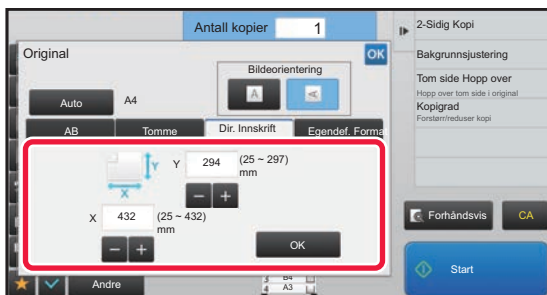 Antall kopier 1
Original
OK
Bildeorientering
A A
Auto A4
AB Tomme Dir. Innskrift Egendef. Forma
Y Y 294 (25 ~ 297)
mm
X
X 432 (25 ~ 432)
mm
OK
Andre
B4
4 A3
2-Sidig Kopi
Bakgrunnsjustering
Tom side Hopp over
Hopp over tom side i original
Kopigrad
Forstørr/reduser kopi
Forhåndsvis CA
Start